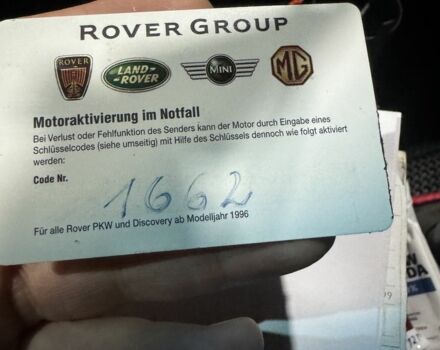 ROVER GROUP
ROVER
LAND-
ROVER
MINI
MG
Motoraktivierung im Notfall
Bei Verlust oder Fehlfunktion des Senders kann der Motor durch Eingabe eines
Schlüsselcodes (siehe umseitig) mit Hilfe des Schlüssels dennoch wie folgt aktiviert
werden:
Code Nr.
1662
Für alle Rover PKW und Discovery ab Modelljahr 1996